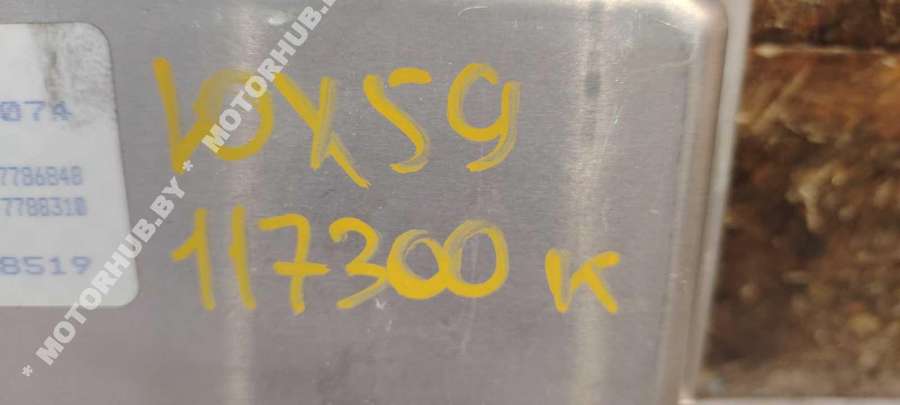 074
7786848
7788310
8519
VOX59
117300 к
* MOTORHUB.BY * MOTORHUB.BY